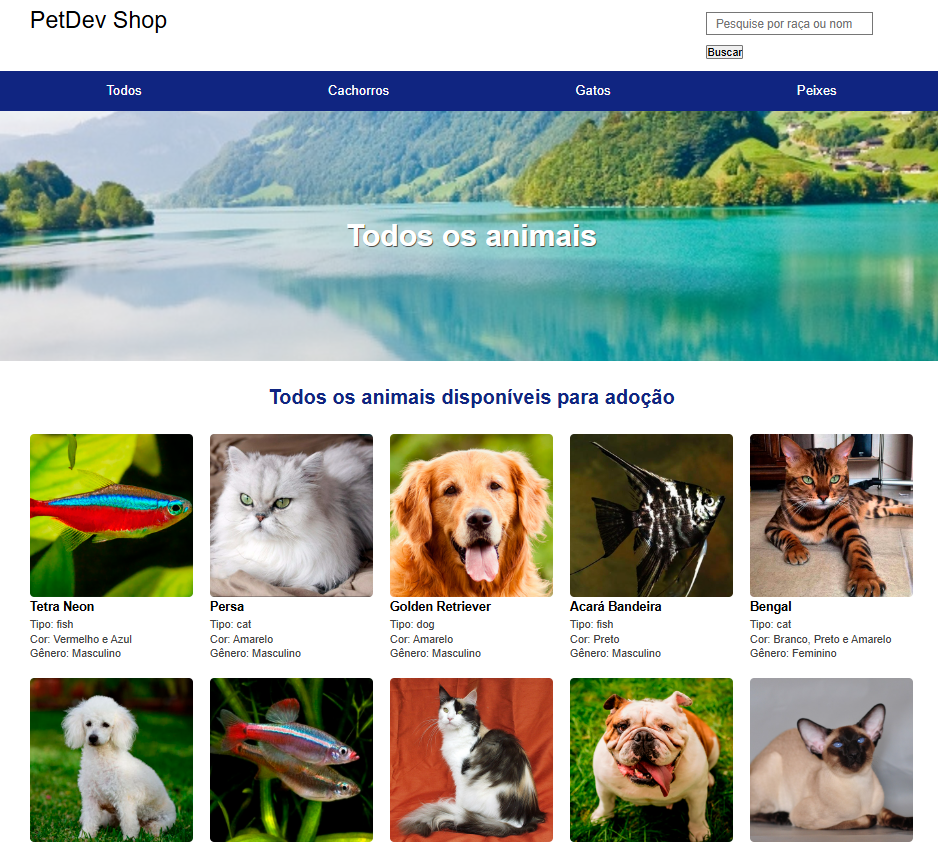 PetDev Shop
Pesquise por raça ou nom
Buscar
Todos Cachorros Gatos Peixes
Todos os animais
Todos os animais disponíveis para adoção
Tetra Neon
Tipo: fish
Cor: Vermelho e Azul
Gênero: Masculino
Persa
Tipo: cat
Cor: Amarelo
Gênero: Masculino
Golden Retriever
Tipo: dog
Cor: Amarelo
Gênero: Masculino
Acará Bandeira
Tipo: fish
Cor: Preto
Gênero: Masculino
Bengal
Tipo: cat
Cor: Branco, Preto e Amarelo
Gênero: Feminino